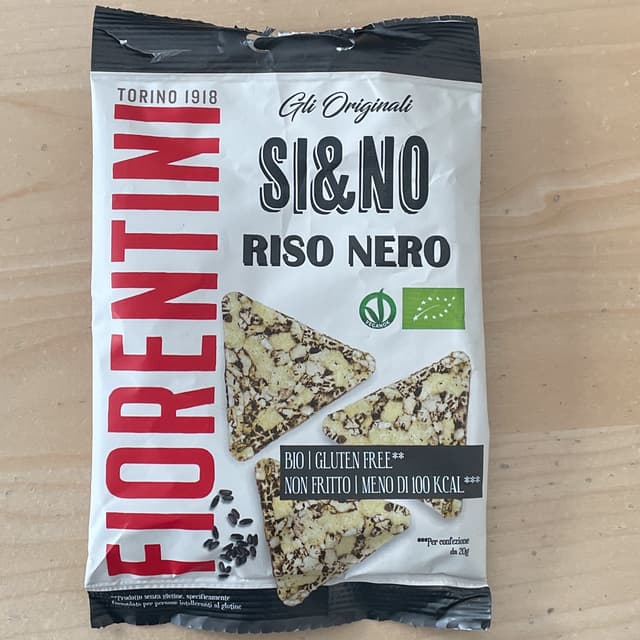 TORINO 1918
FIORENTINI
Gli Originali
SI&NO
RISO NERO
VEGANOK
BIO | GLUTEN FREE**
NON FRITTO | MENO DI 100 KCAL***
***Per confezione
da 20g
**Prodotto senza glutine, specificamente
formulato per persone intolleranti al glutine